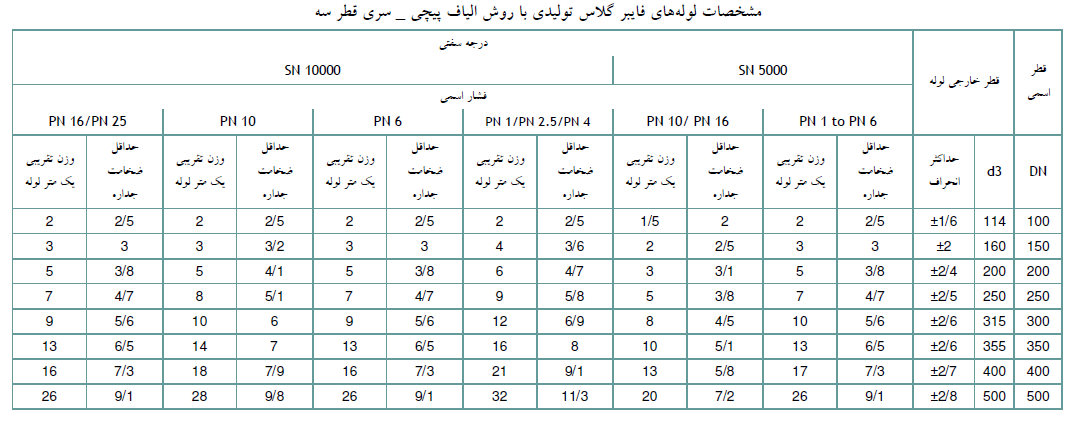 مشخصات لوله‌های فایبر گلاس تولیدی با روش الیاف پیچی _ سری قطر سه
قطر اسمی | قطر خارجی لوله | درجه سفتی
SN 5000 | SN 10000
فشار اسمی
PN 1 to PN 6 | PN 10/ PN 16 | PN 1/PN 2.5/PN 4 | PN 6 | PN 10 | PN 16/PN 25
DN | d3 | حداکثر انحراف | حداقل ضخامت جداره | وزن تقریبی یک متر لوله | حداقل ضخامت جداره | وزن تقریبی یک متر لوله | حداقل ضخامت جداره | وزن تقریبی یک متر لوله | حداقل ضخامت جداره | وزن تقریبی یک متر لوله | حداقل ضخامت جداره | وزن تقریبی یک متر لوله | حداقل ضخامت جداره | وزن تقریبی یک متر لوله
100 | 114 | ±1/6 | 2/5 | 2 | 2 | 1/5 | 2/5 | 2 | 2/5 | 2 | 2/5 | 2 | 2/5 | 2
150 | 160 | ±2 | 3 | 3 | 2/5 | 2 | 3/6 | 4 | 3 | 3 | 3/2 | 3 | 3 | 3
200 | 200 | ±2/4 | 3/8 | 5 | 3/1 | 3 | 4/7 | 6 | 3/8 | 5 | 4/1 | 5 | 3/8 | 5
250 | 250 | ±2/5 | 4/7 | 7 | 3/8 | 5 | 5/8 | 9 | 4/7 | 7 | 5/1 | 8 | 4/7 | 7
300 | 315 | ±2/6 | 5/6 | 10 | 4/5 | 8 | 6/9 | 12 | 5/6 | 9 | 6 | 10 | 5/6 | 9
350 | 355 | ±2/6 | 6/5 | 13 | 5/1 | 10 | 8 | 16 | 6/5 | 13 | 7 | 14 | 6/5 | 13
400 | 400 | ±2/7 | 7/3 | 17 | 5/8 | 13 | 9/1 | 21 | 7/3 | 16 | 7/9 | 18 | 7/3 | 16
500 | 500 | ±2/8 | 9/1 | 26 | 7/2 | 20 | 11/3 | 32 | 9/1 | 26 | 9/8 | 28 | 9/1 | 26